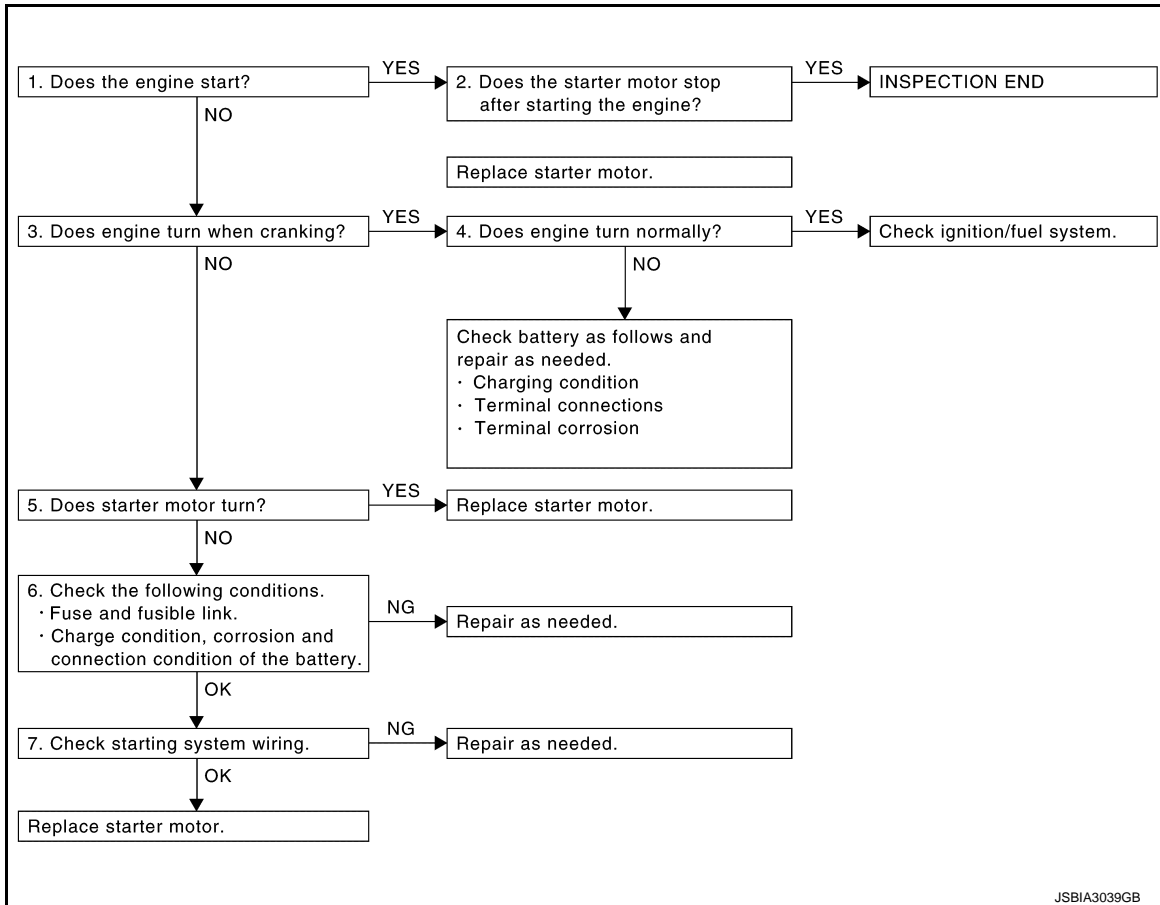 1. Does the engine start?
YES
2. Does the starter motor stop
after starting the engine?
YES
INSPECTION END
NO
Replace starter motor.
3. Does engine turn when cranking?
YES
4. Does engine turn normally?
YES
Check ignition/fuel system.
NO
NO
Check battery as follows and
repair as needed.
· Charging condition
· Terminal connections
· Terminal corrosion
5. Does starter motor turn?
YES
Replace starter motor.
NO
6. Check the following conditions.
· Fuse and fusible link.
· Charge condition, corrosion and
connection condition of the battery.
NG
Repair as needed.
OK
7. Check starting system wiring.
NG
Repair as needed.
OK
Replace starter motor.
JSBIA3039GB